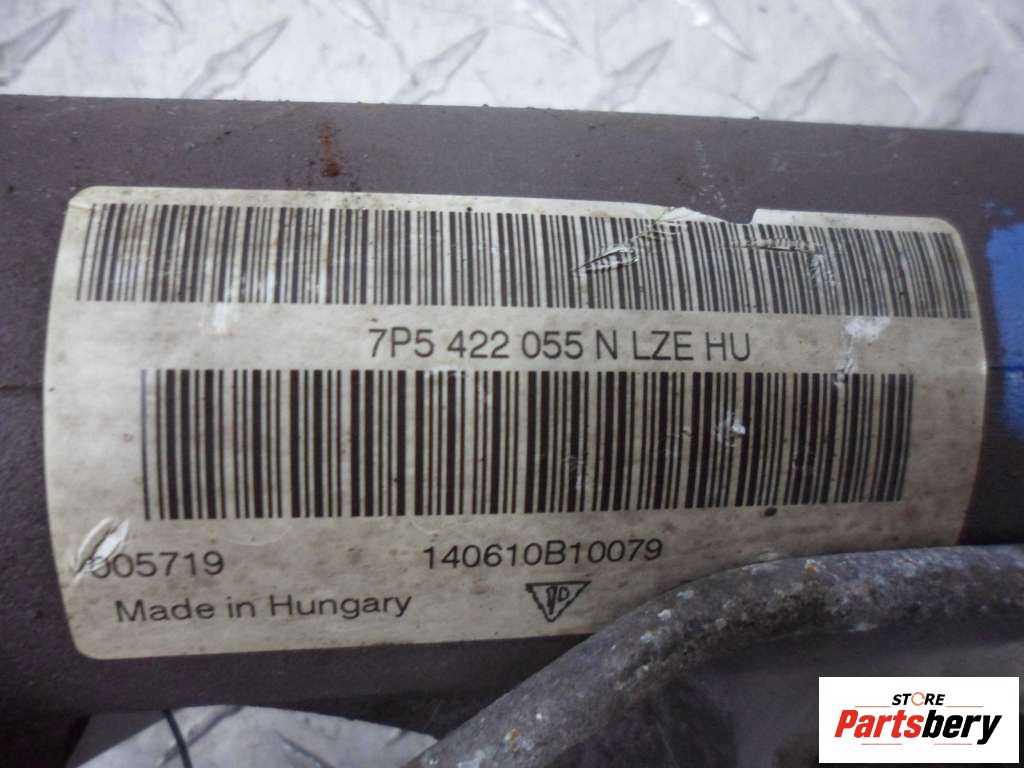 7P5 422 055 N LZE HU
005719 140610B10079
Made in Hungary
STORE
Partsbery